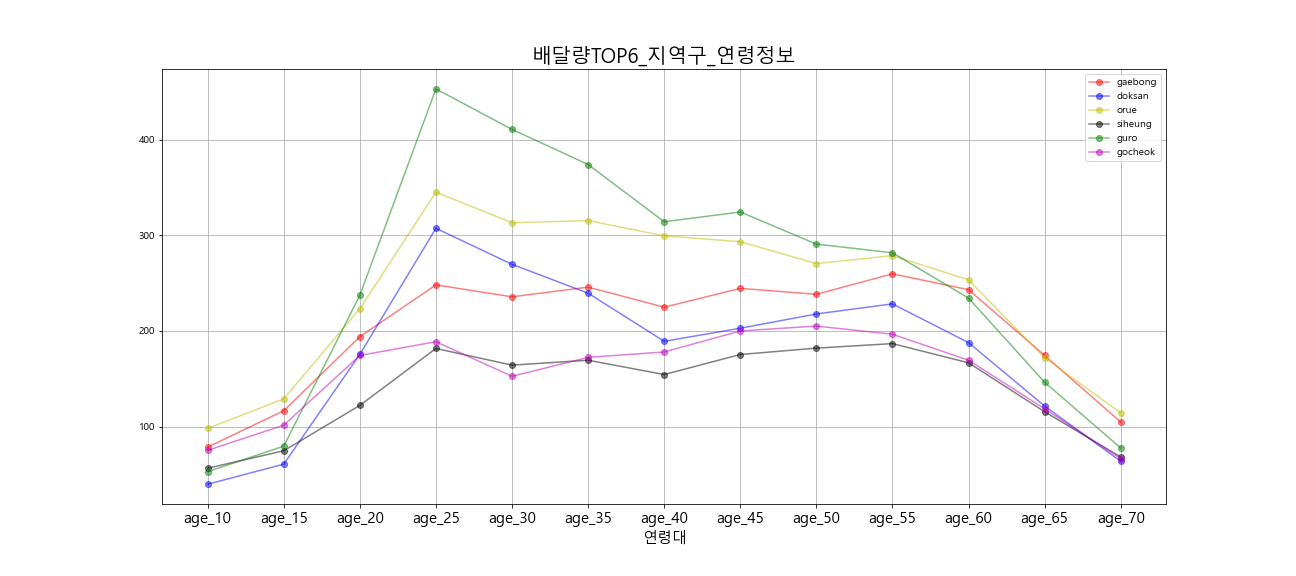 배달량TOP6_지역구_연령정보
gaebong
doksan
orue
siheung
guro
gocheok
400
300
200
100
age_10 age_15 age_20 age_25 age_30 age_35 age_40 age_45 age_50 age_55 age_60 age_65 age_70
연령대